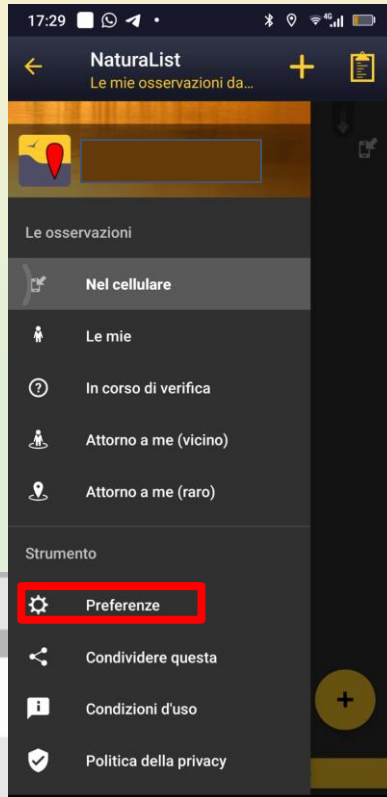 17:29
4G
NaturaList
Le mie osservazioni da...
Le osservazioni
Nel cellulare
Le mie
In corso di verifica
Attorno a me (vicino)
Attorno a me (raro)
Strumento
Preferenze
Condividere questa
Condizioni d'uso
Politica della privacy